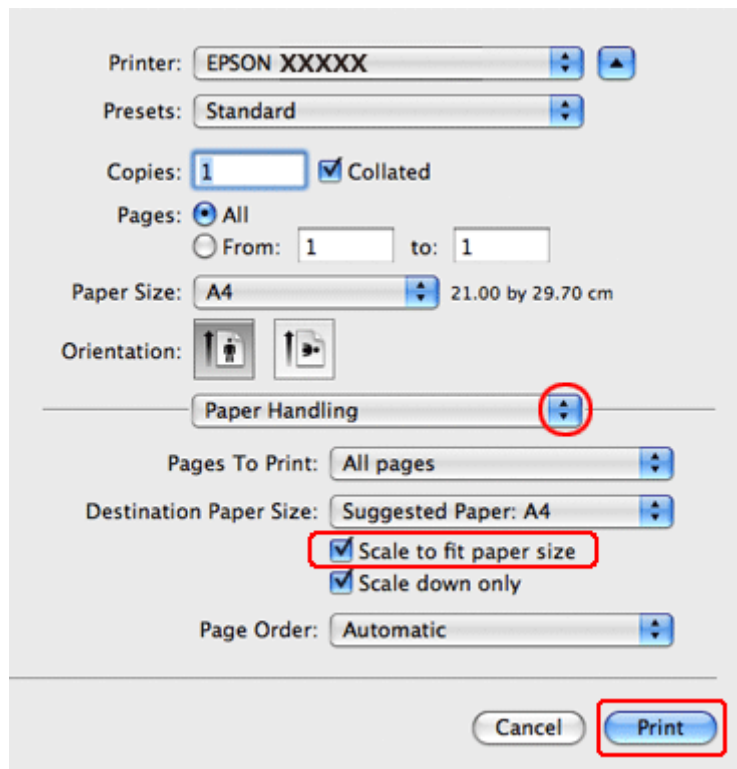 Printer: EPSON XXXXX
Presets: Standard
Copies: 1 Collated
Pages: All
From: 1 to: 1
Paper Size: A4 21.00 by 29.70 cm
Orientation:
Paper Handling
Pages To Print: All pages
Destination Paper Size: Suggested Paper: A4
Scale to fit paper size
Scale down only
Page Order: Automatic
Cancel Print